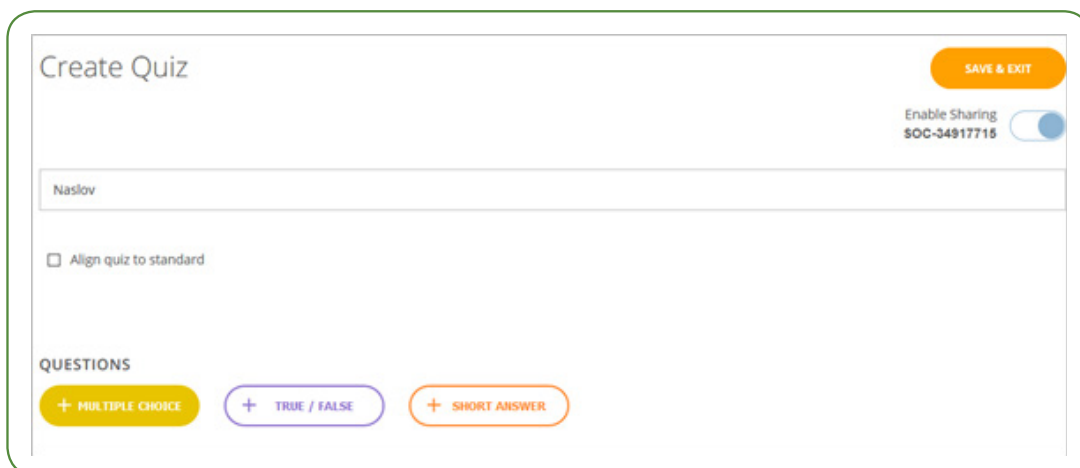 Create Quiz
SAVE & EXIT
Enable Sharing
SOC-34917715
Naslov
Align quiz to standard
QUESTIONS
+ MULTIPLE CHOICE
+ TRUE / FALSE
+ SHORT ANSWER